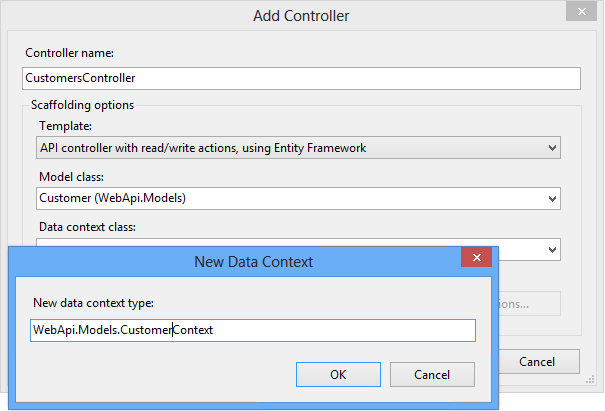 Add Controller
Controller name:
CustomersController
Scaffolding options
Template:
API controller with read/write actions, using Entity Framework
Model class:
Customer (WebApi.Models)
Data context class:
New Data Context
New data context type:
WebApi.Models.CustomerContext
OK
Cancel
Cancel